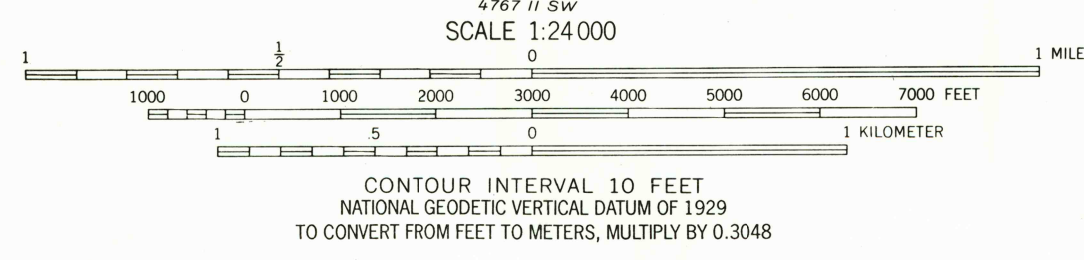 4767 II SW
SCALE 1:24 000
1 1/2 0 1 MILE
1000 0 1000 2000 3000 4000 5000 6000 7000 FEET
1 .5 0 1 KILOMETER
CONTOUR INTERVAL 10 FEET
NATIONAL GEODETIC VERTICAL DATUM OF 1929
TO CONVERT FROM FEET TO METERS, MULTIPLY BY 0.3048